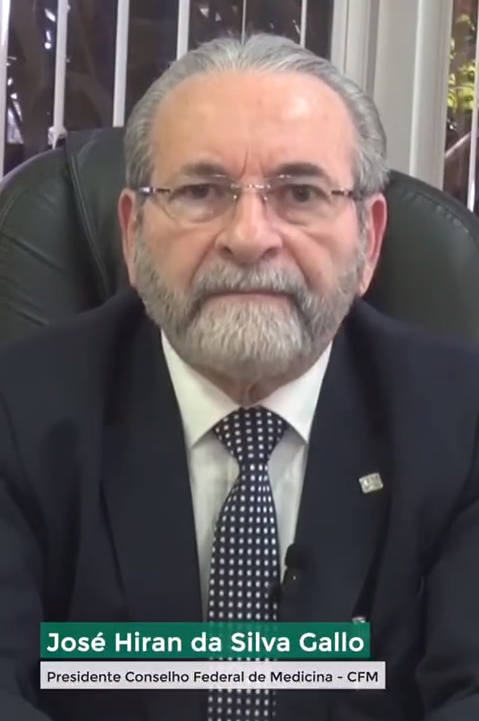 José Hiran da Silva Gallo
Presidente Conselho Federal de Medicina - CFM